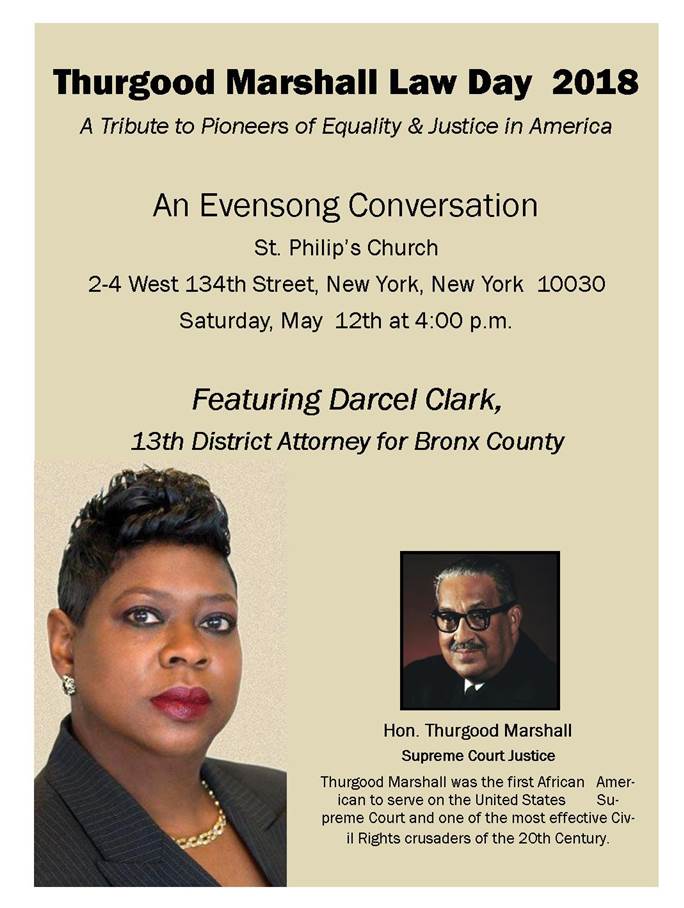 Thurgood Marshall Law Day  2018
A Tribute to Pioneers of Equality & Justice in America
An Evensong Conversation
St. Philip's Church
2-4 West 134th Street, New York, New York  10030
Saturday, May  12th at 4:00 p.m.
Featuring Darcel Clark,
13th District Attorney for Bronx County
Hon. Thurgood Marshall
Supreme Court Justice
Thurgood Marshall was the first African   Amer-
ican to serve on the United States        Su-
preme Court and one of the most effective Civ-
il Rights crusaders of the 20th Century.